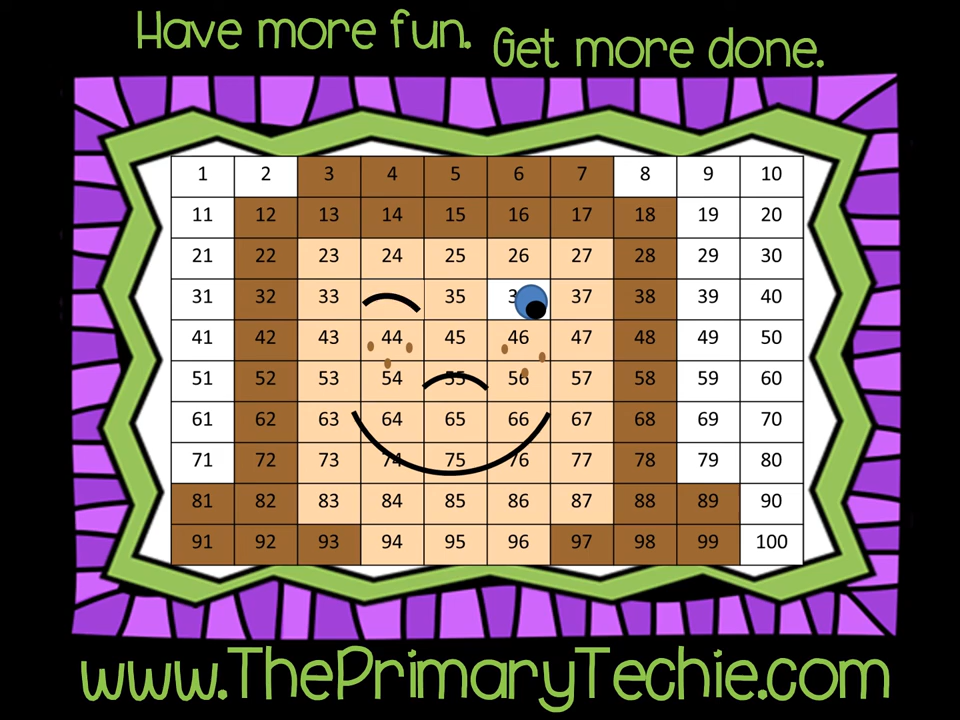 Have more fun. Get more done.
1 2 3 4 5 6 7 8 9 10
11 12 13 14 15 16 17 18 19 20
21 22 23 24 25 26 27 28 29 30
31 32 33 35 37 38 39 40
41 42 43 44 45 46 47 48 49 50
51 52 53 54 55 56 57 58 59 60
61 62 63 64 65 66 67 68 69 70
71 72 73 74 75 76 77 78 79 80
81 82 83 84 85 86 87 88 89 90
91 92 93 94 95 96 97 98 99 100
www.ThePrimaryTechie.com